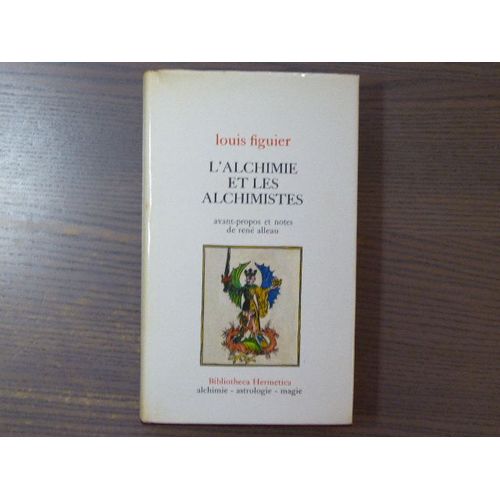 louis figuier
L'ALCHIMIE
ET LES
ALCHIMISTES
avant-propos et notes
de rené alleau
Bibliotheca Hermetica
alchimie - astrologie - magie